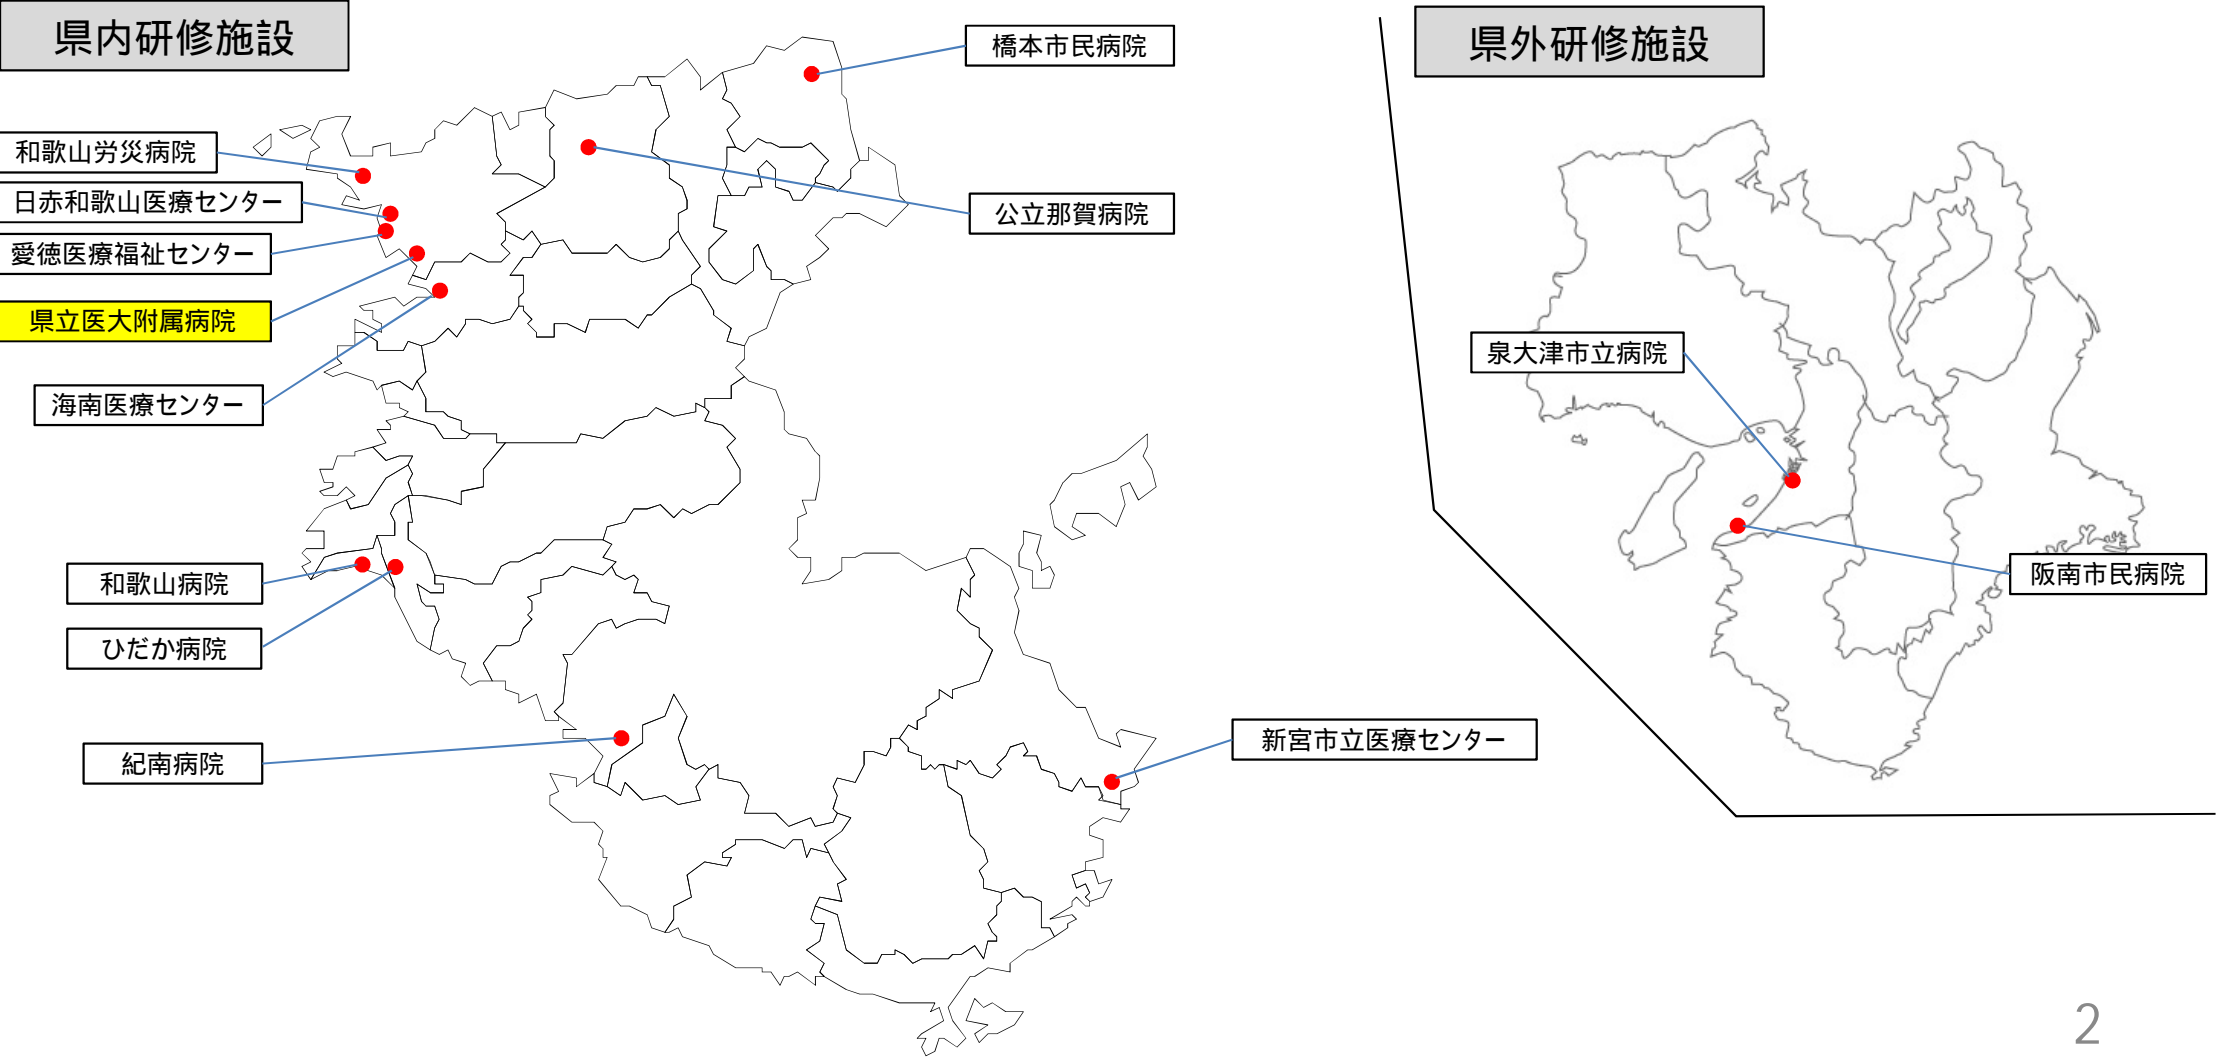 県内研修施設
橋本市民病院
和歌山労災病院
日赤和歌山医療センター
公立那賀病院
愛徳医療福祉センター
県立医大附属病院
海南医療センター
和歌山病院
ひだか病院
紀南病院
新宮市立医療センター
県外研修施設
泉大津市立病院
阪南市民病院
2